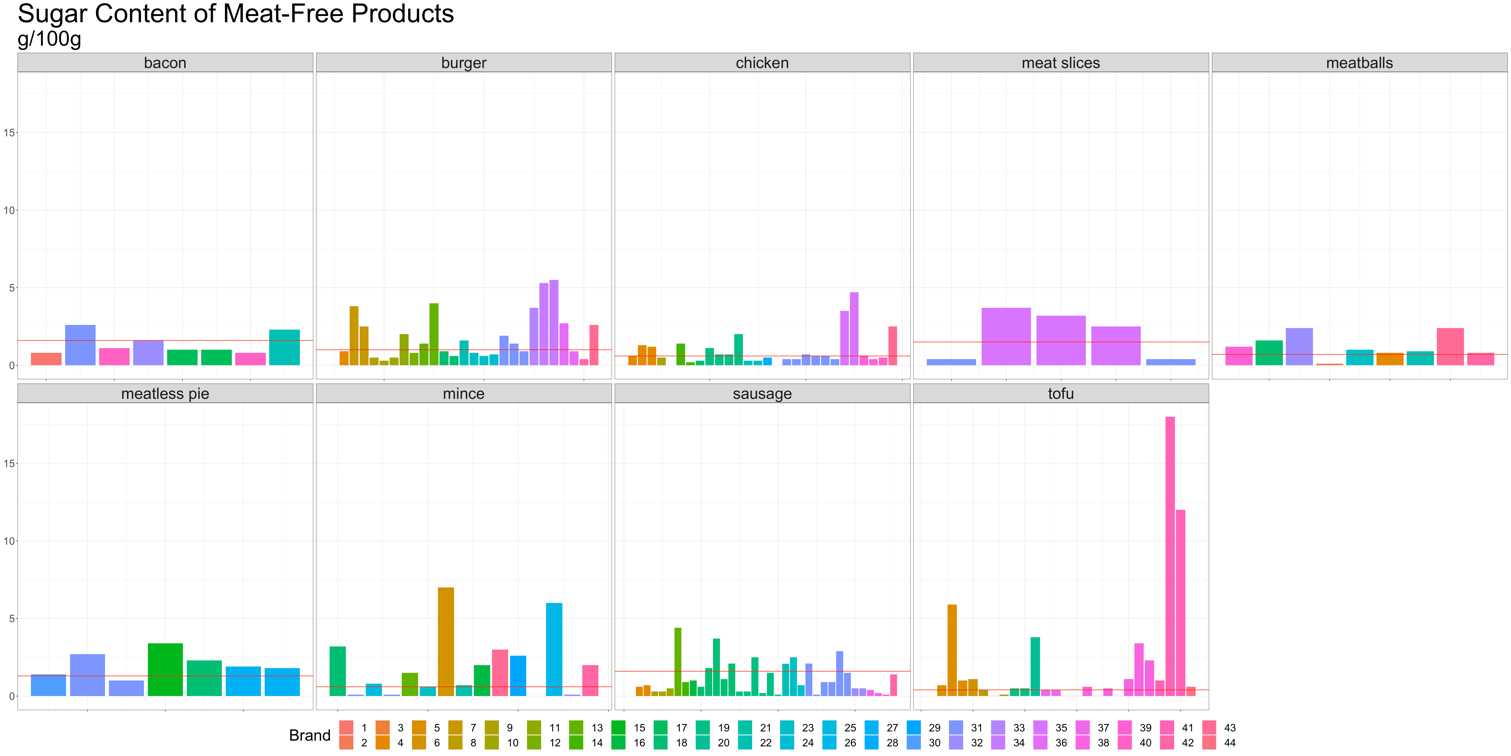 Sugar Content of Meat-Free Products
g/100g
bacon burger chicken meat slices meatballs
15
10
5
0
meatless pie mince sausage tofu
15
10
5
0
Brand 1 3 5 7 9 11 13 15 17 19 21 23 25 27 29 31 33 35 37 39 41 43
2 4 6 8 10 12 14 16 18 20 22 24 26 28 30 32 34 36 38 40 42 44